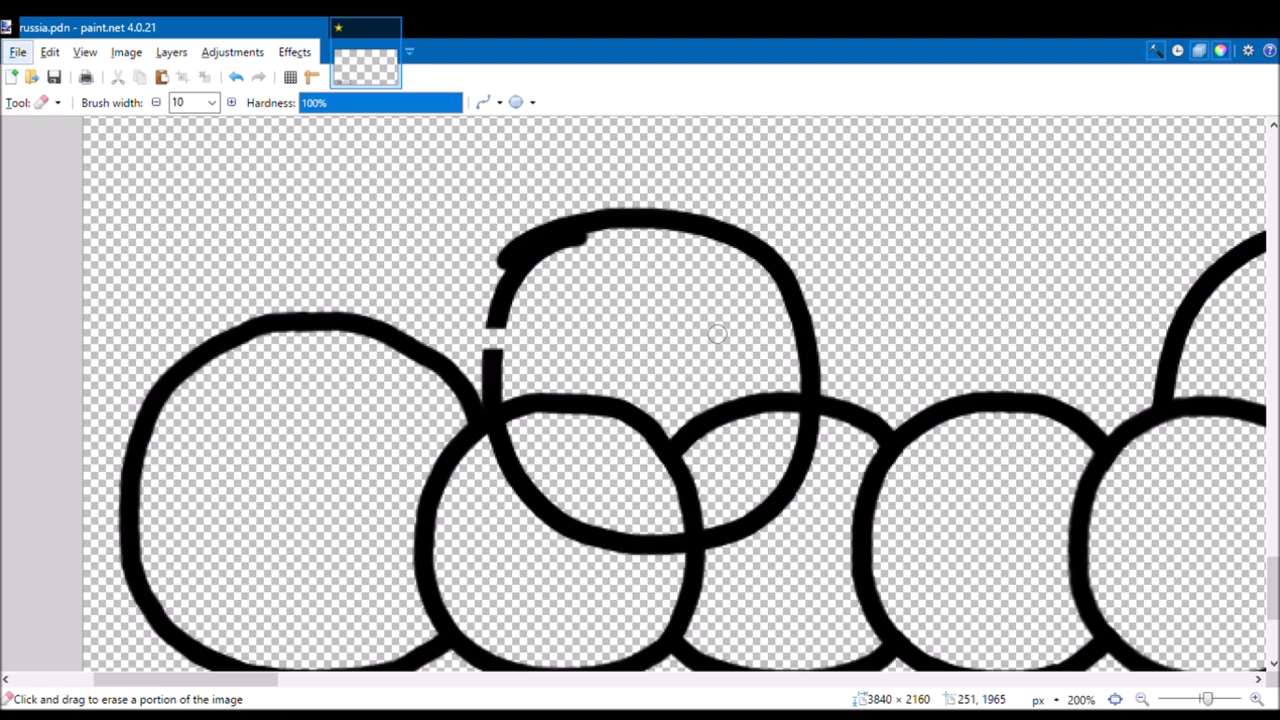 russia.pdn - paint.net 4.0.21
File Edit View Image Layers Adjustments Effects
Tool: Brush width: 10 Hardness: 100%
Click and drag to erase a portion of the image 3840 × 2160 251, 1965 px 200%